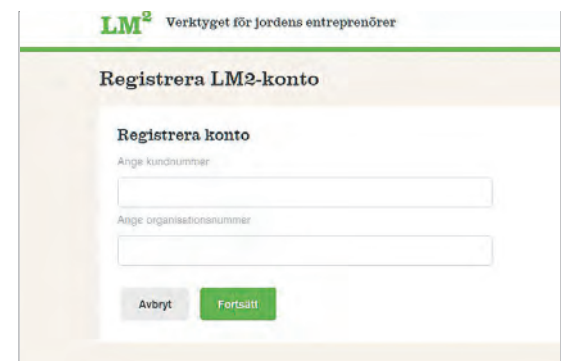 LM² Verktyget för jordens entreprenörer
Registrera LM2-konto
Registrera konto
Ange kundnummer
Ange organisationsnummer
Avbryt Fortsätt